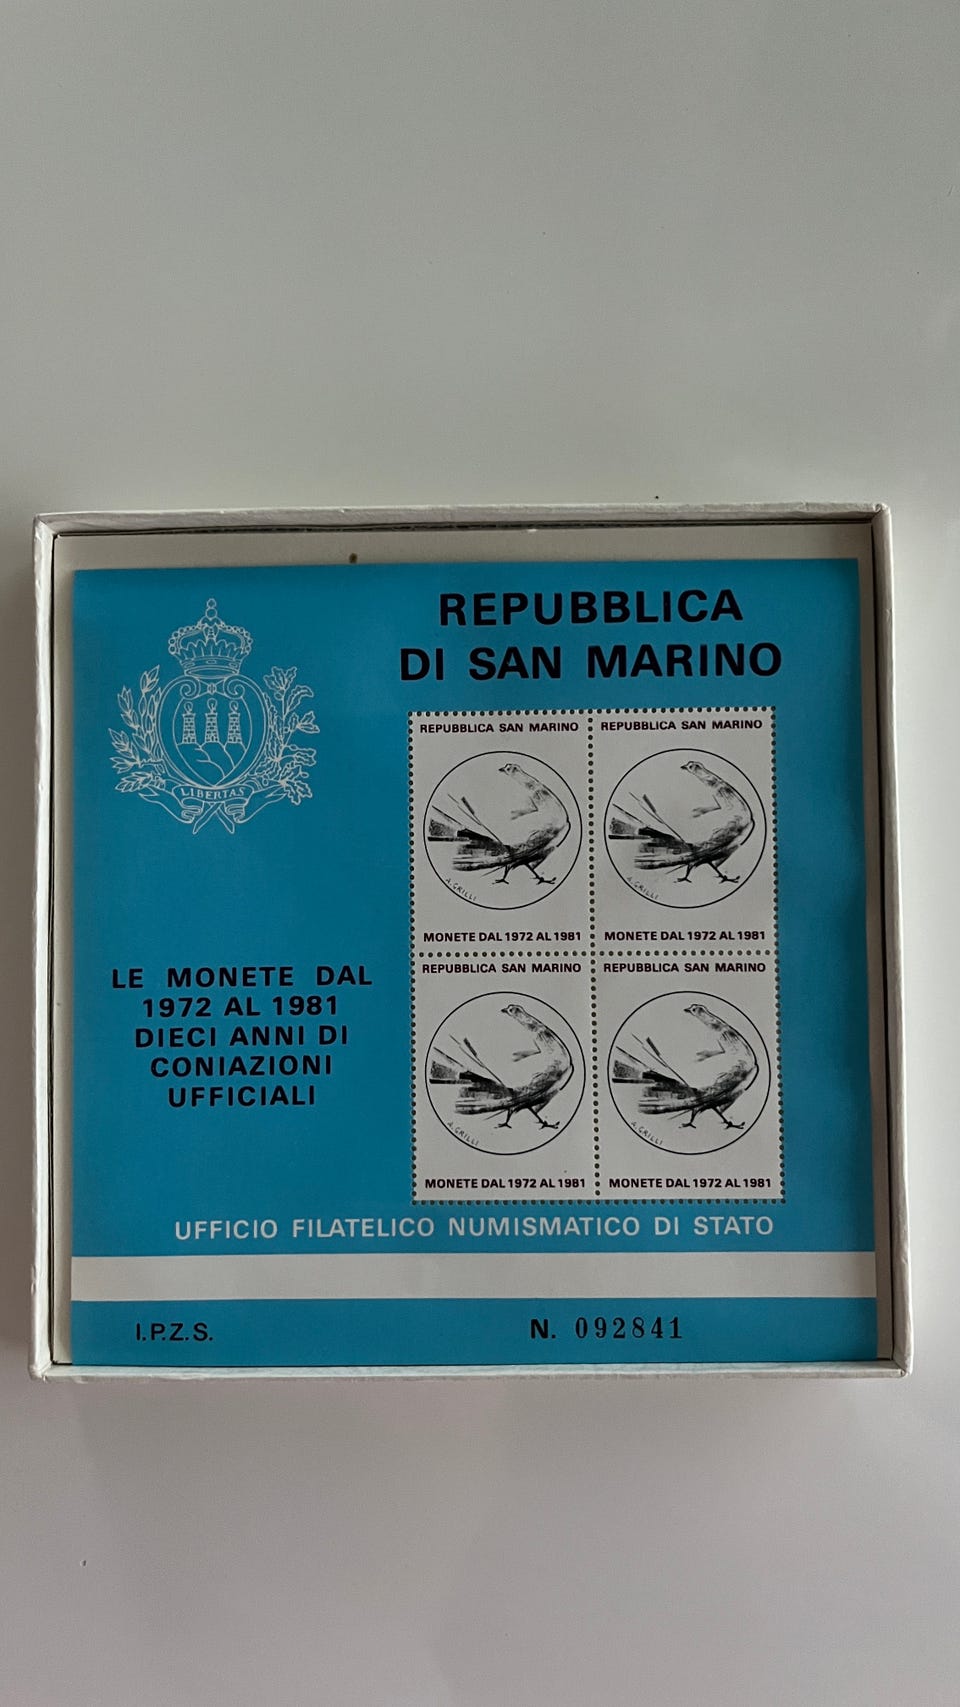 REPUBBLICA
DI SAN MARINO
LIBERTAS
REPUBBLICA SAN MARINO
A. GRILLI
MONETE DAL 1972 AL 1981
REPUBBLICA SAN MARINO
A. GRILLI
MONETE DAL 1972 AL 1981
REPUBBLICA SAN MARINO
A. GRILLI
MONETE DAL 1972 AL 1981
REPUBBLICA SAN MARINO
A. GRILLI
MONETE DAL 1972 AL 1981
LE MONETE DAL
1972 AL 1981
DIECI ANNI DI
CONIAZIONI
UFFICIALI
UFFICIO FILATELICO NUMISMATICO DI STATO
I.P.Z.S.
N. 092841